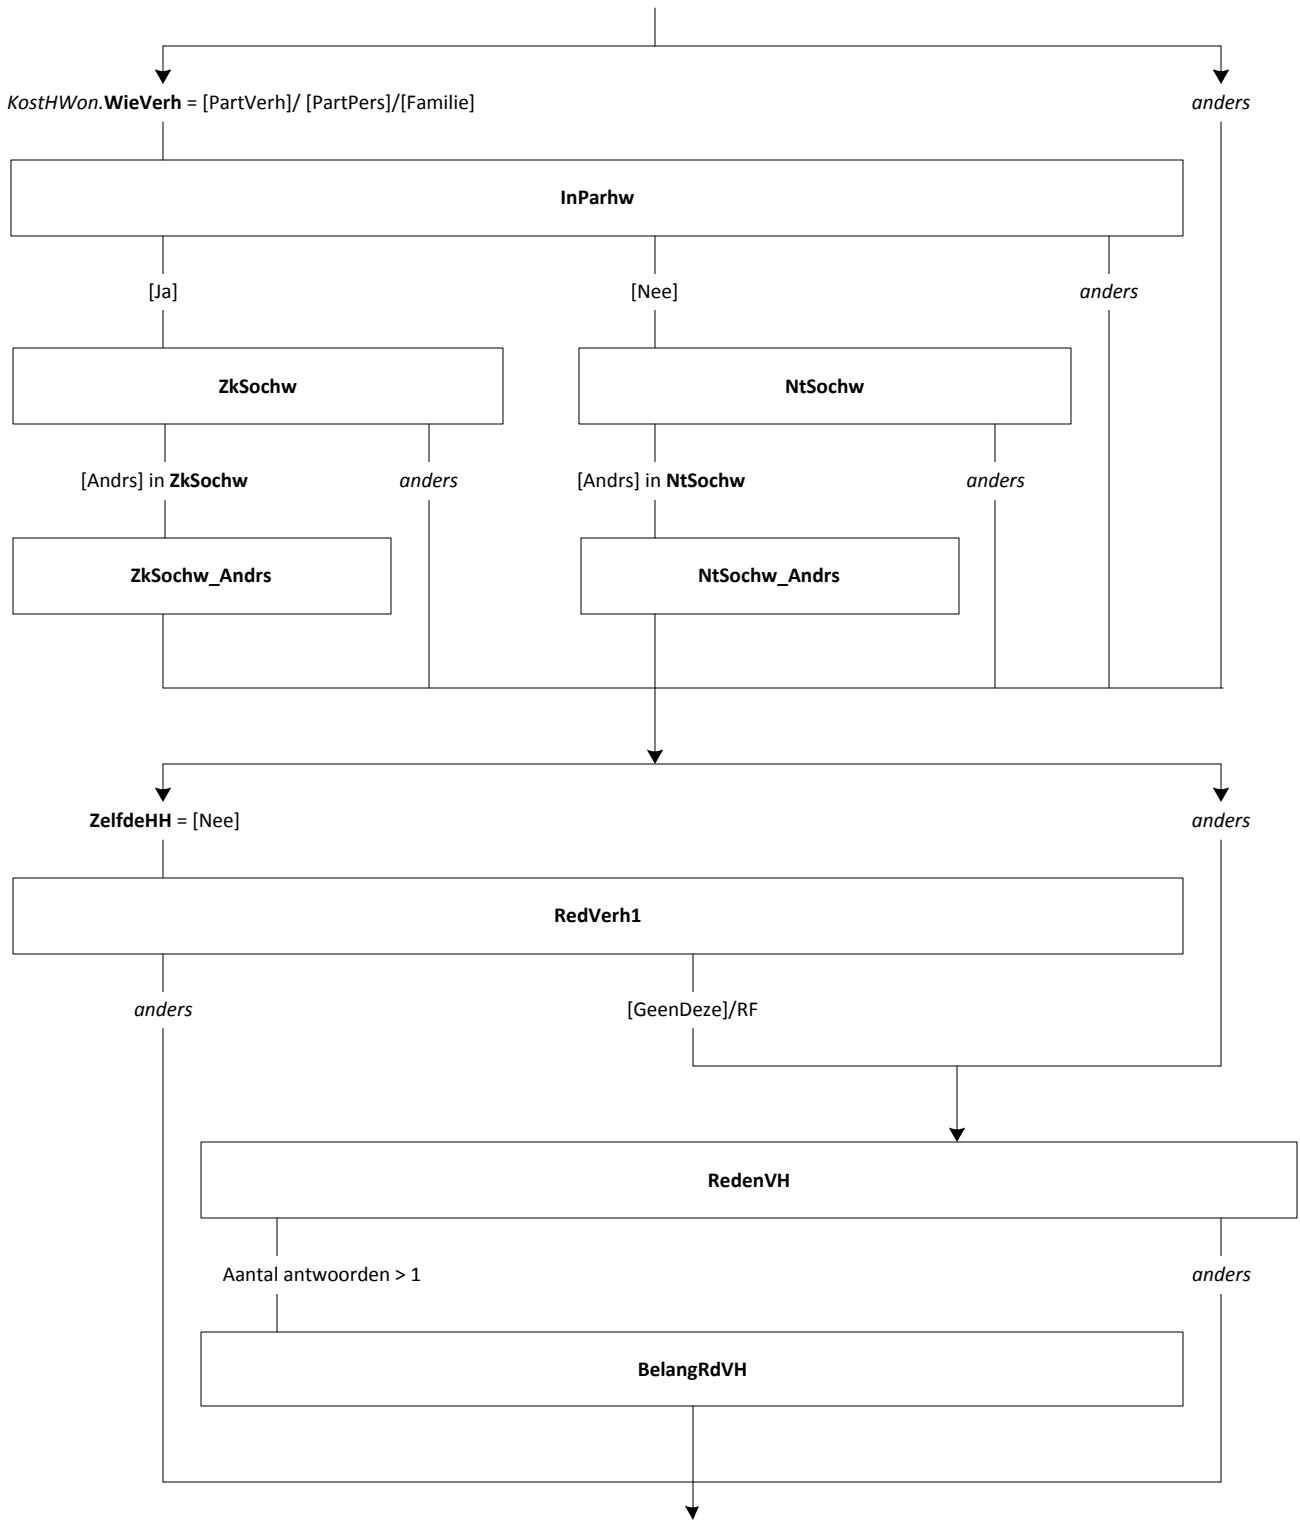 KostHWon.WieVerh = [PartVerh]/ [PartPers]/[Familie]
anders
InParhw
[Ja]
[Nee]
anders
ZkSochw
NtSochw
[Andrs] in ZkSochw
anders
[Andrs] in NtSochw
anders
ZkSochw_Andrs
NtSochw_Andrs
ZelfdeHH = [Nee]
anders
RedVerh1
anders
[GeenDeze]/RF
RedenVH
Aantal antwoorden > 1
anders
BelangRdVH